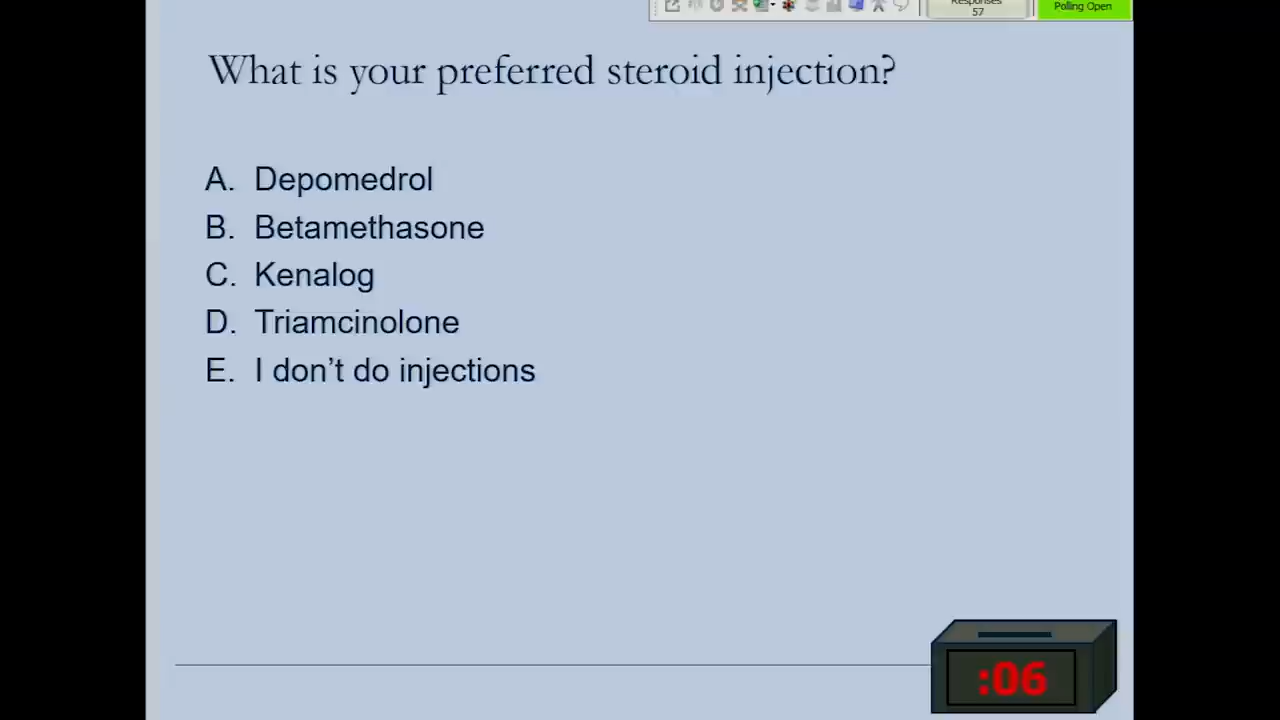 Responses
57
Polling Open
What is your preferred steroid injection?
A. Depomedrol
B. Betamethasone
C. Kenalog
D. Triamcinolone
E. I don’t do injections
:06